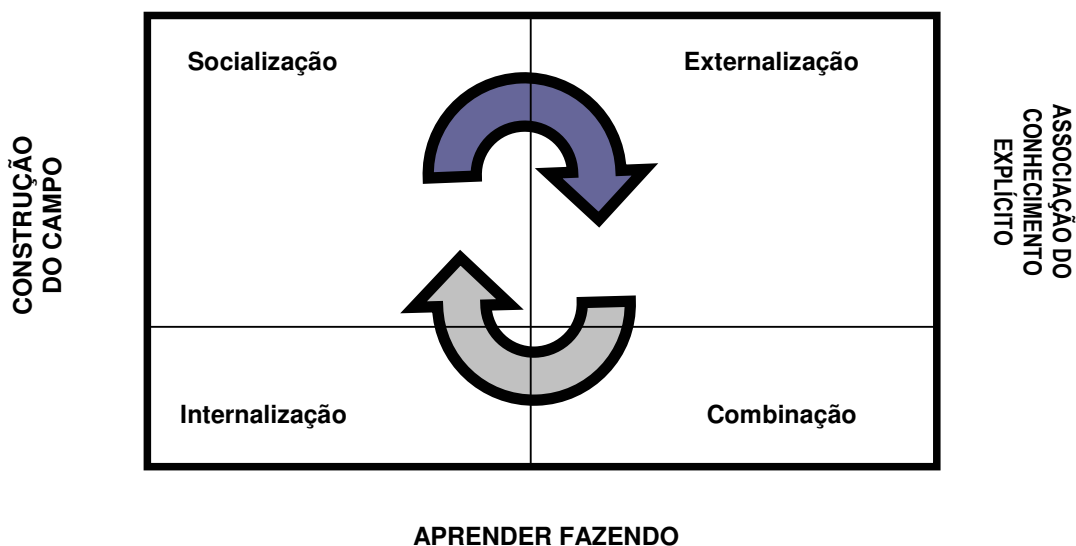 Socialização
Externalização
CONSTRUÇÃO
DO CAMPO
ASSOCIAÇÃO DO
CONHECIMENTO
EXPLÍCITO
Internalização
Combinação
APRENDER FAZENDO